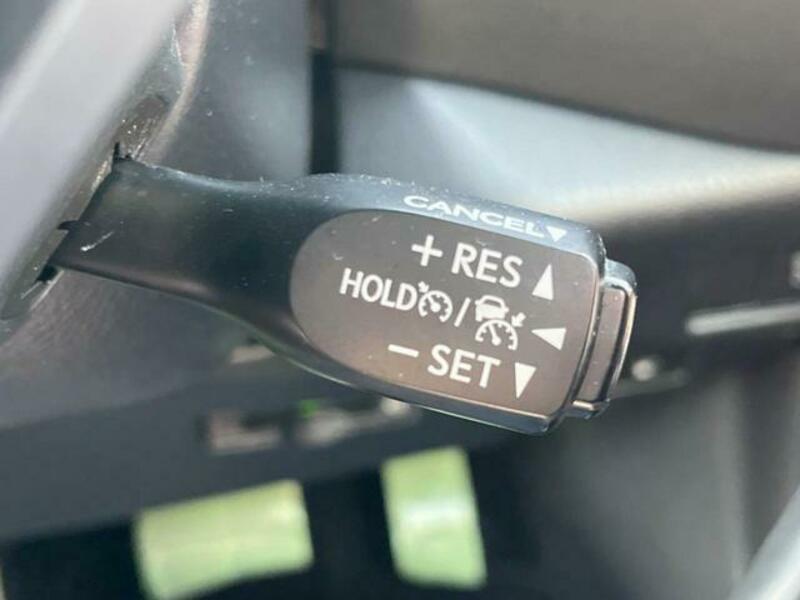 CANCEL▼
+ RES ▲
HOLD / ◀
− SET ▼